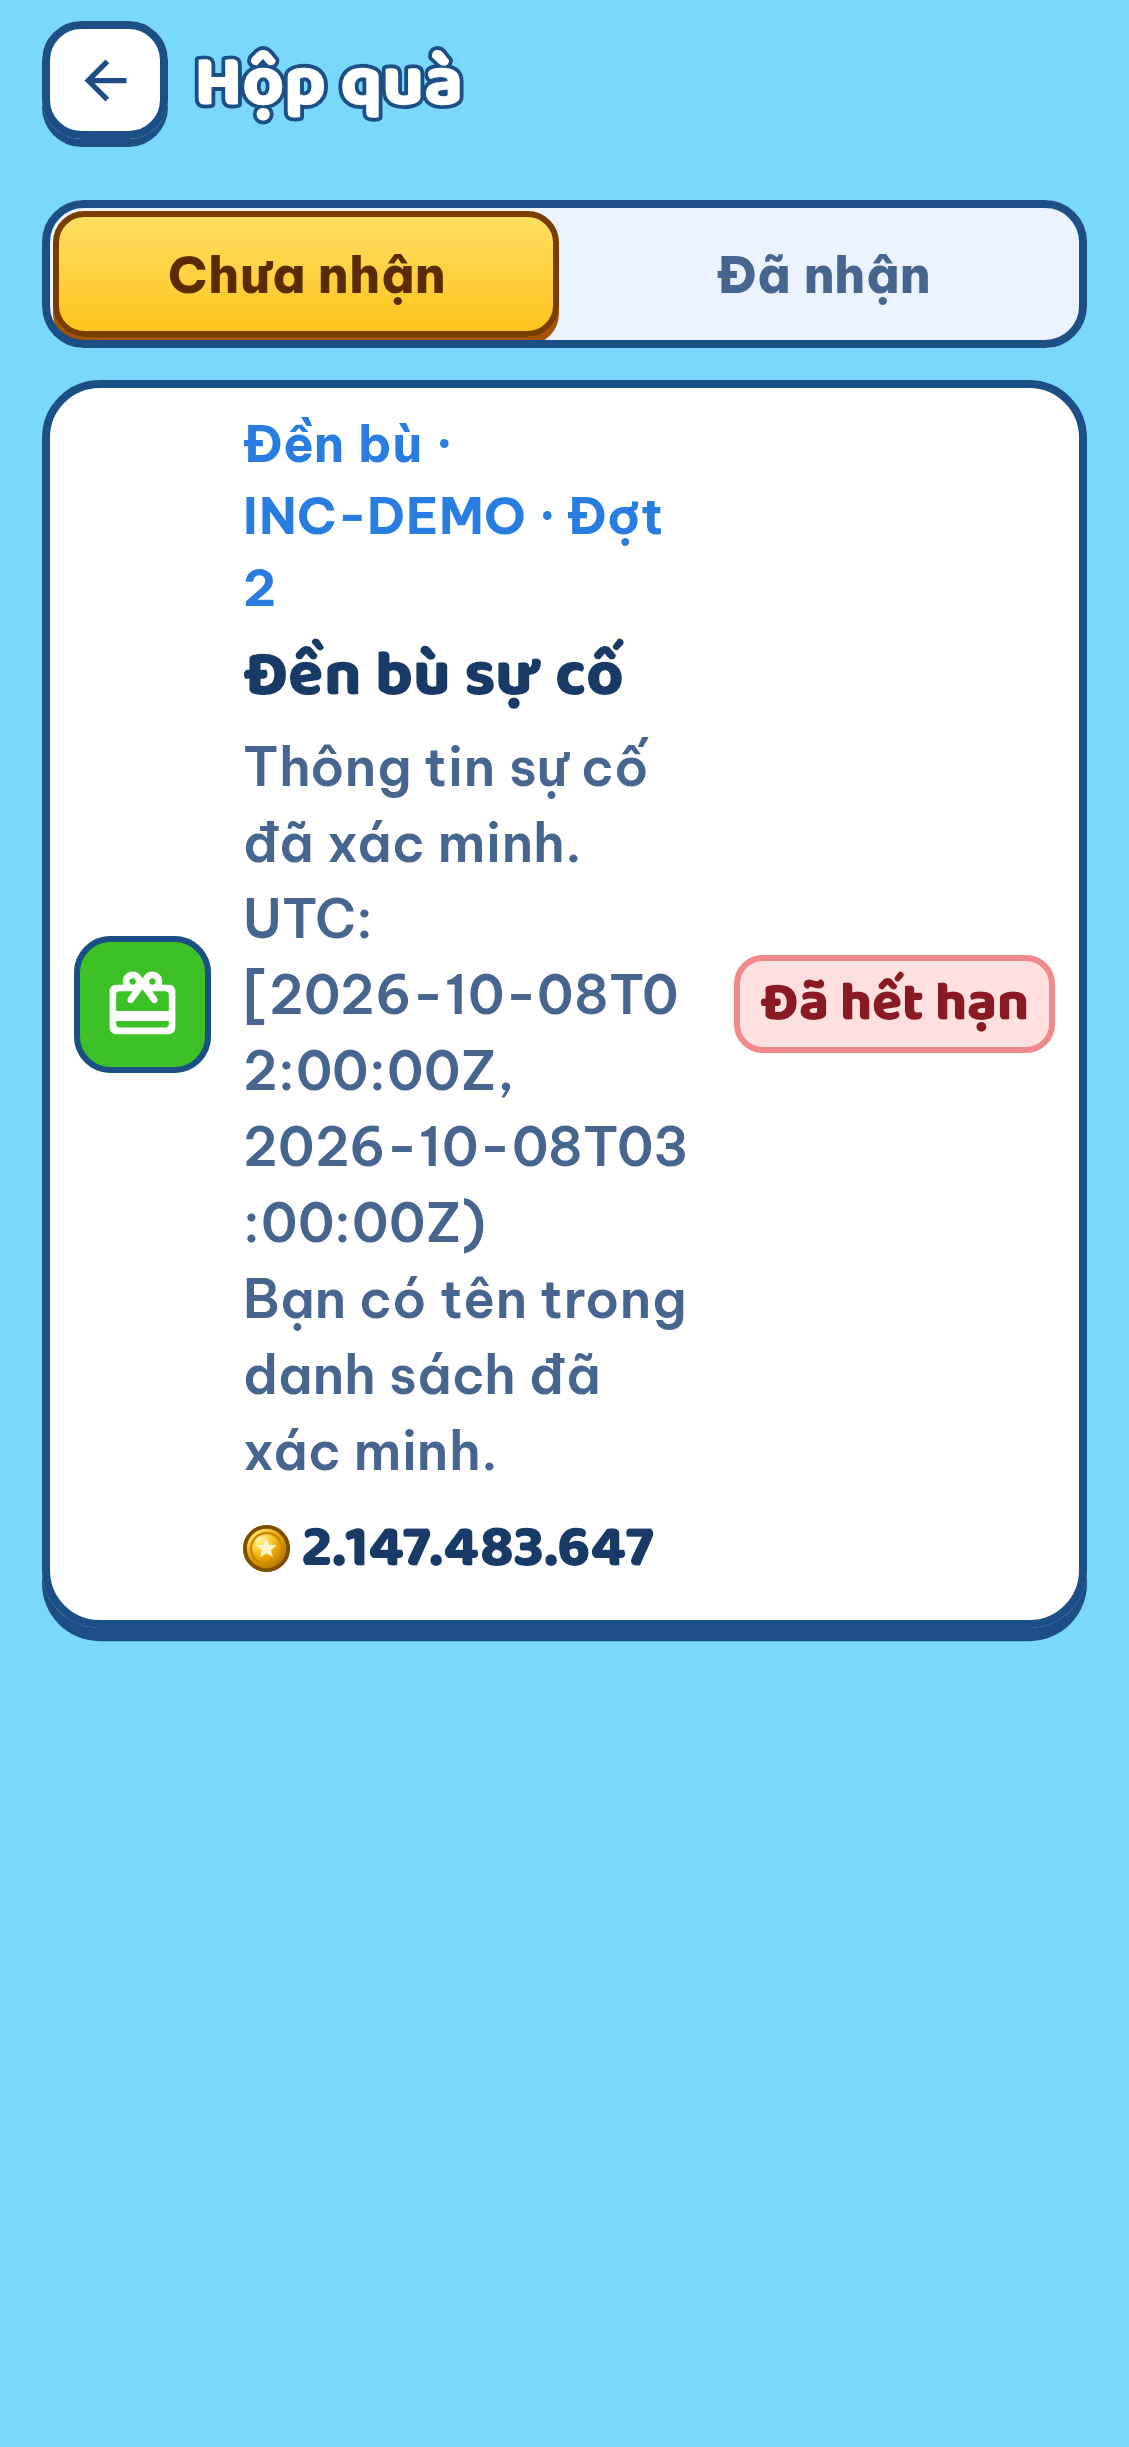 Hộp quà
Chưa nhận
Đã nhận
Đền bù ·
INC-DEMO · Đợt
2
Đền bù sự cố
Thông tin sự cố
đã xác minh.
UTC:
[2026-10-08T0
2:00:00Z,
2026-10-08T03
:00:00Z)
Bạn có tên trong
danh sách đã
xác minh.
2.147.483.647
Đã hết hạn